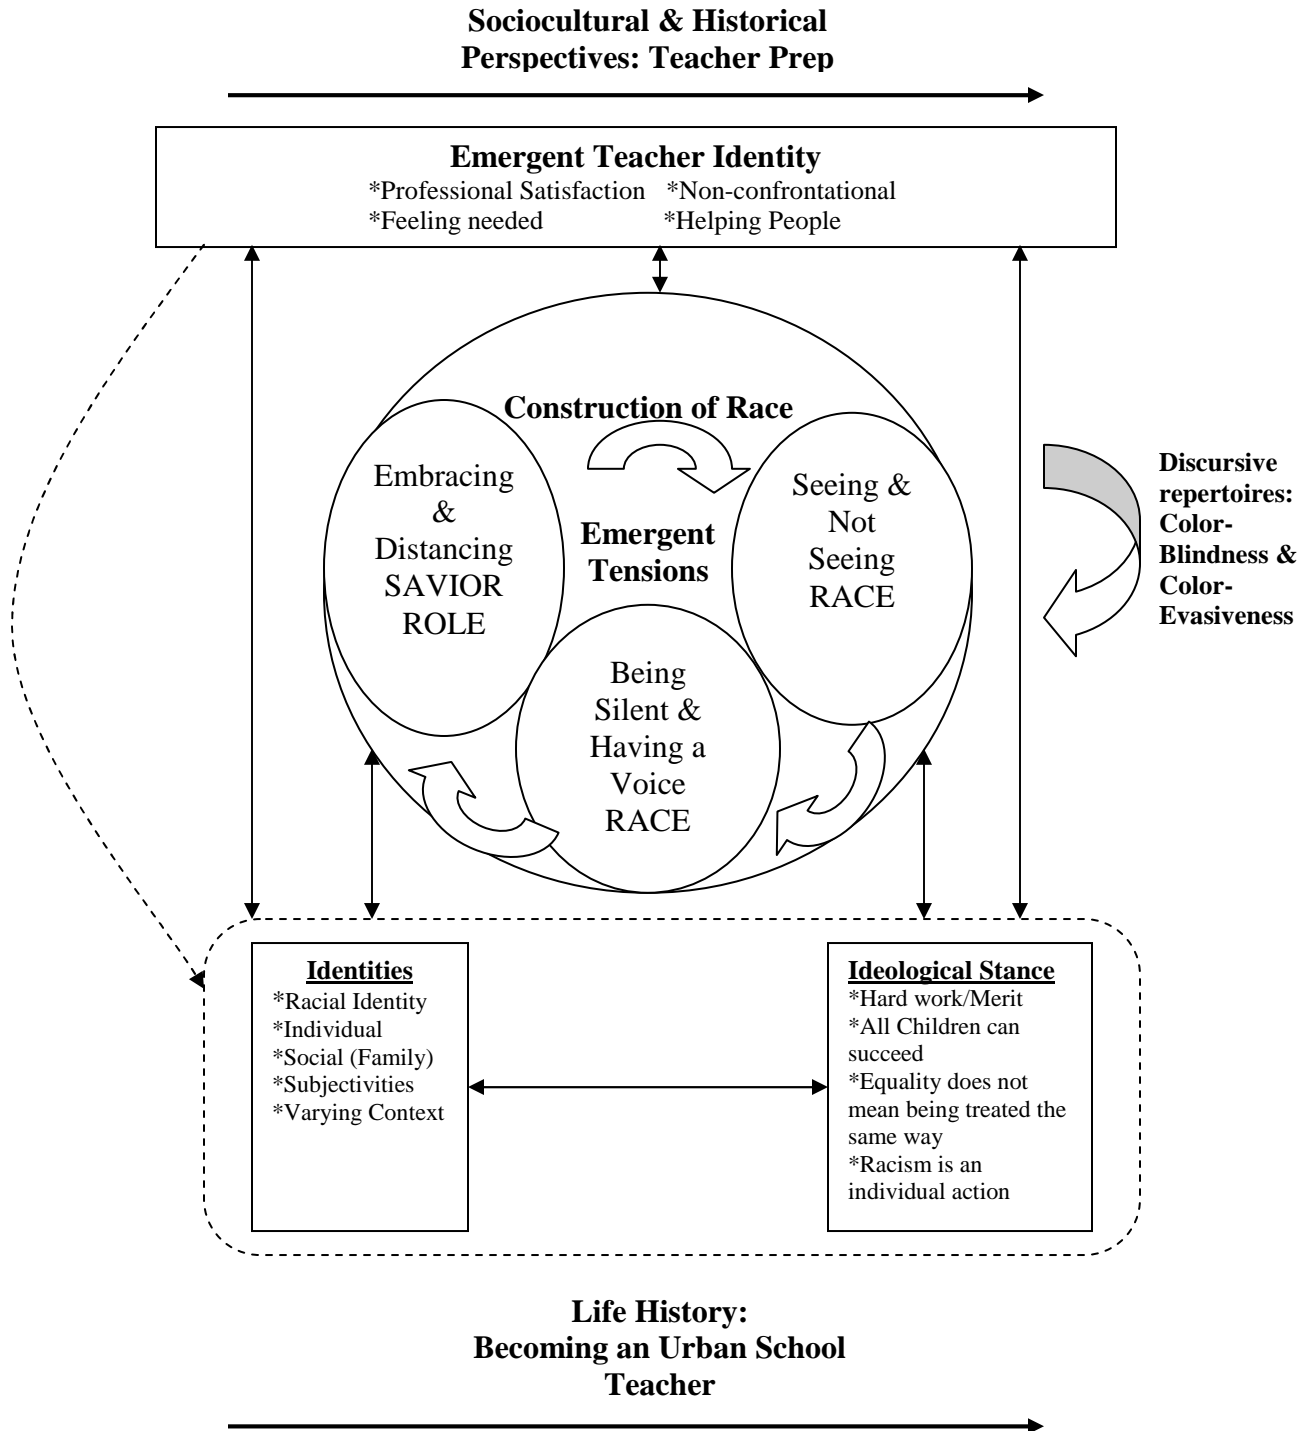 Sociocultural & Historical
Perspectives: Teacher Prep
Emergent Teacher Identity
*Professional Satisfaction *Non-confrontational
*Feeling needed *Helping People
Construction of Race
Embracing
&
Distancing
SAVIOR
ROLE
Emergent
Tensions
Seeing &
Not
Seeing
RACE
Being
Silent &
Having a
Voice
RACE
Discursive
repertoires:
Color-
Blindness &
Color-
Evasiveness
Identities
*Racial Identity
*Individual
*Social (Family)
*Subjectivities
*Varying Context
Ideological Stance
*Hard work/Merit
*All Children can
succeed
*Equality does not
mean being treated the
same way
*Racism is an
individual action
Life History:
Becoming an Urban School
Teacher